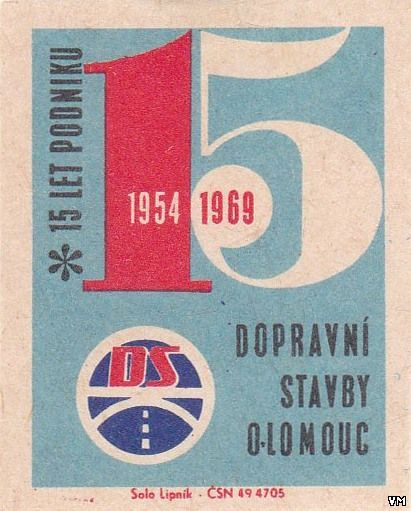 * 15 LET PODNIKU
15
1954 1969
DS
DOPRAVNÍ
STAVBY
OLOMOUC
Solo Lipník - ČSN 49 4705
VM